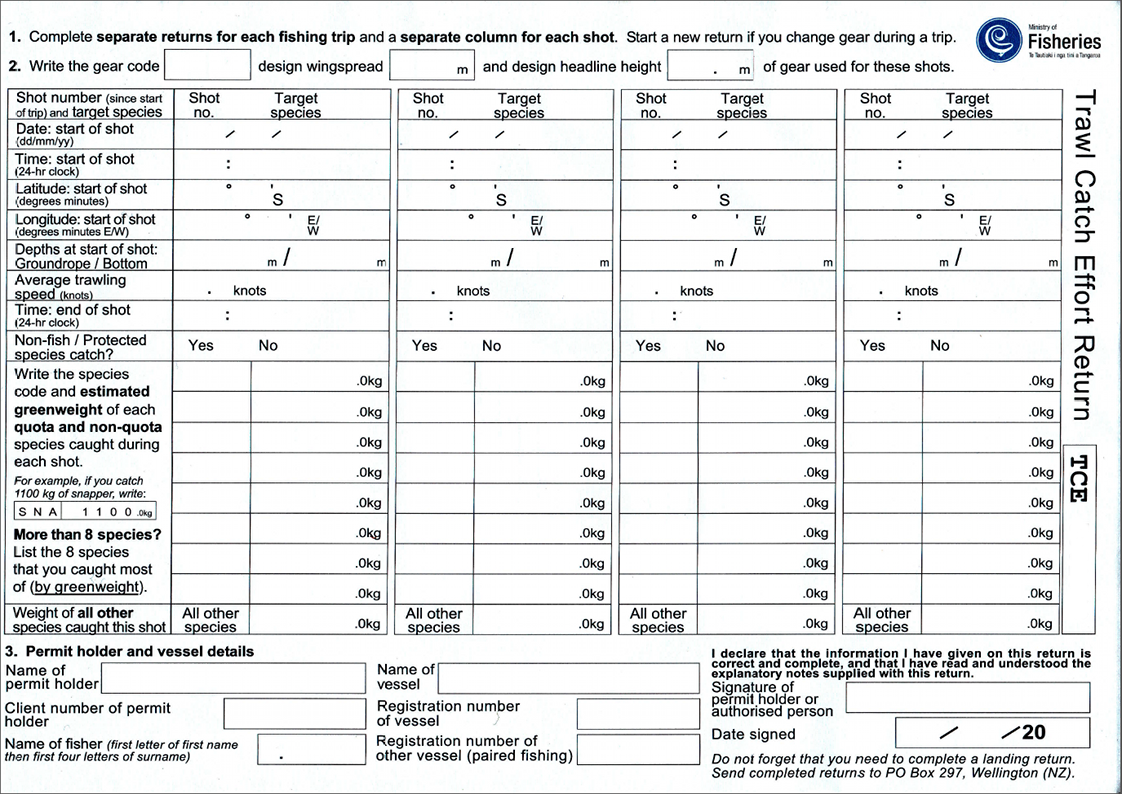 1. Complete separate returns for each fishing trip and a separate column for each shot. Start a new return if you change gear during a trip.
Ministry of
Fisheries
Te Tautiaki i nga tini a Tangaroa
2. Write the gear code design wingspread m and design headline height . m of gear used for these shots.
Trawl Catch Effort Return
TCE
Shot number (since start
of trip) and target species
Shot no. Target species
Shot no. Target species
Shot no. Target species
Shot no. Target species
Date: start of shot
(dd/mm/yy)
/ / / / / / / /
Time: start of shot
(24-hr clock)
: : : :
Latitude: start of shot
(degrees minutes)
° ' S ° ' S ° ' S ° ' S
Longitude: start of shot
(degrees minutes E/W)
° ' E/W ° ' E/W ° ' E/W ° ' E/W
Depths at start of shot:
Groundrope / Bottom
m / m m / m m / m m / m
Average trawling
speed (knots)
. knots . knots . knots . knots
Time: end of shot
(24-hr clock)
: : : :
Non-fish / Protected
species catch?
Yes No Yes No Yes No Yes No
Write the species
code and estimated
greenweight of each
quota and non-quota
species caught during
each shot.
For example, if you catch
1100 kg of snapper, write:
S N A 1 1 0 0 .0kg
More than 8 species?
List the 8 species
that you caught most
of (by greenweight).
.0kg .0kg .0kg .0kg
.0kg .0kg .0kg .0kg
.0kg .0kg .0kg .0kg
.0kg .0kg .0kg .0kg
.0kg .0kg .0kg .0kg
.0kg .0kg .0kg .0kg
.0kg .0kg .0kg .0kg
.0kg .0kg .0kg .0kg
Weight of all other
species caught this shot
All other species .0kg All other species .0kg All other species .0kg All other species .0kg
3. Permit holder and vessel details
Name of
permit holder
Name of
vessel
Client number of permit
holder
Registration number
of vessel
Name of fisher (first letter of first name
then first four letters of surname)
.
Registration number of
other vessel (paired fishing)
I declare that the information I have given on this return is
correct and complete, and that I have read and understood the
explanatory notes supplied with this return.
Signature of
permit holder or
authorised person
Date signed / /20
Do not forget that you need to complete a landing return.
Send completed returns to PO Box 297, Wellington (NZ).